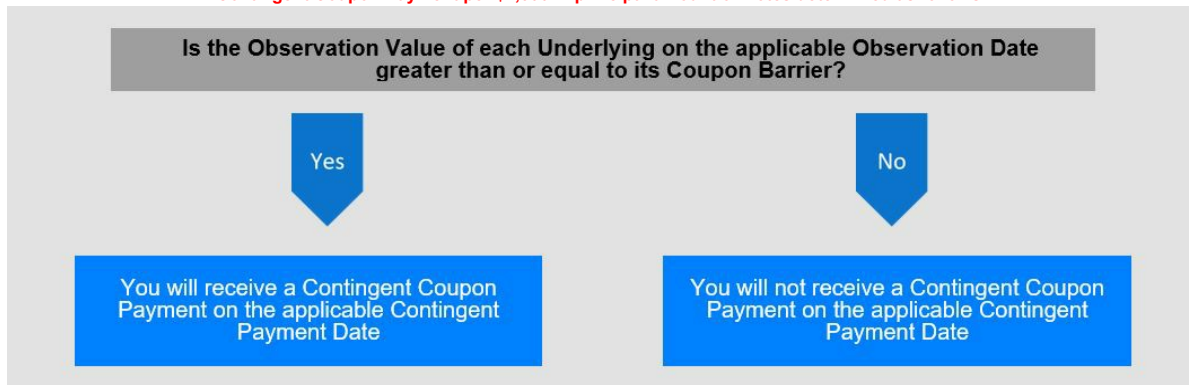 Is the Observation Value of each Underlying on the applicable Observation Date
greater than or equal to its Coupon Barrier?
Yes
No
You will receive a Contingent Coupon
Payment on the applicable Contingent
Payment Date
You will not receive a Contingent Coupon
Payment on the applicable Contingent
Payment Date